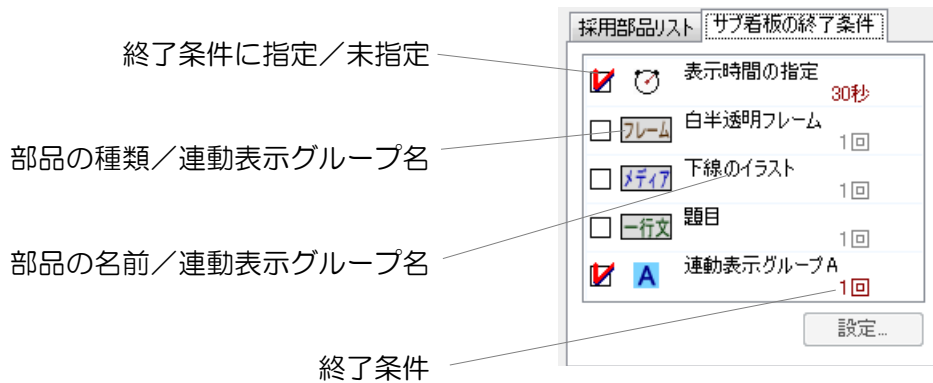 採用部品リスト サブ看板の終了条件
終了条件に指定／未指定
表示時間の指定
30秒
フレーム 白半透明フレーム
1回
部品の種類／連動表示グループ名
メディア 下線のイラスト
1回
一行文 題目
1回
部品の名前／連動表示グループ名
A 連動表示グループA
1回
設定...
終了条件